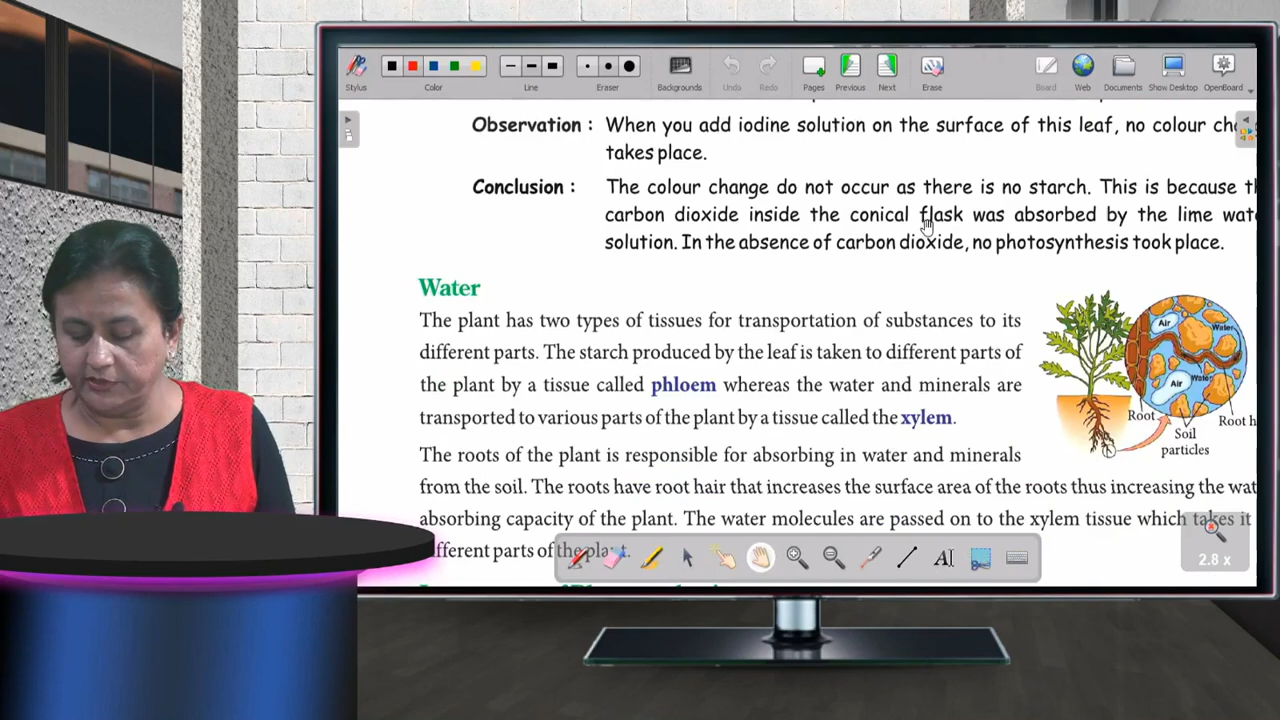 Stylus
Color
Line
Eraser
Backgrounds
Undo
Redo
Pages
Previous
Next
Erase
Board
Web
Documents
Show Desktop
OpenBoard
Observation : When you add iodine solution on the surface of this leaf, no colour
takes place.
Conclusion : The colour change do not occur as there is no starch. This is because
carbon dioxide inside the conical flask was absorbed by the lime
solution. In the absence of carbon dioxide, no photosynthesis took place.
Water
The plant has two types of tissues for transportation of substances to its
different parts. The starch produced by the leaf is taken to different parts of
the plant by a tissue called phloem whereas the water and minerals are
transported to various parts of the plant by a tissue called the xylem.
Air
Water
Air
Water
Root
Root h
Soil
particles
The roots of the plant is responsible for absorbing in water and minerals
from the soil. The roots have root hair that increases the surface area of the roots thus increasing the wat
absorbing capacity of the plant. The water molecules are passed on to the xylem tissue which takes it
different parts of the plant.
2.8 x